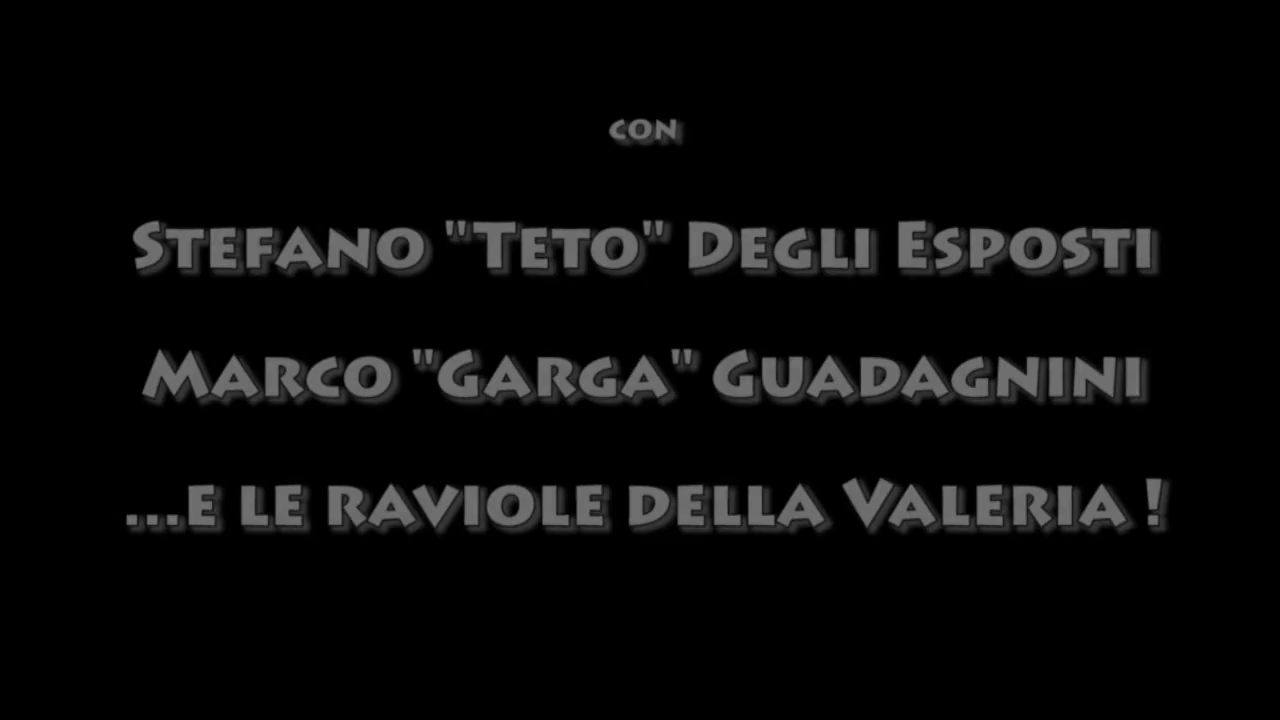 con
Stefano "Teto" Degli Esposti
Marco "Garga" Guadagnini
...e le raviole della Valeria !